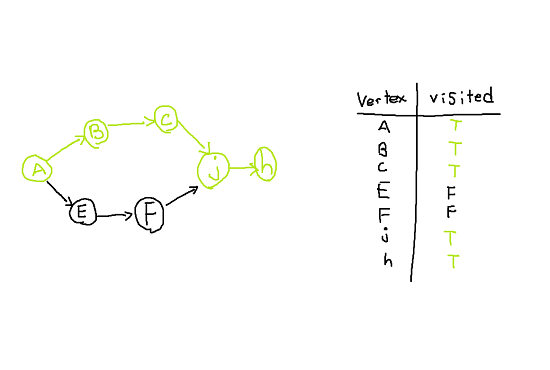 B
C
A
j
h
E
F
Vertex visited
A T
B T
C T
E F
F F
j T
h T